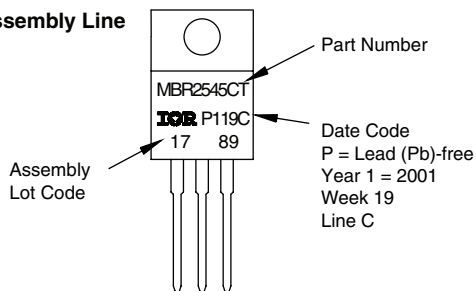 ssembly Line
Part Number
MBR2545CT
IOR P119C
17 89
Assembly
Lot Code
Date Code
P = Lead (Pb)-free
Year 1 = 2001
Week 19
Line C